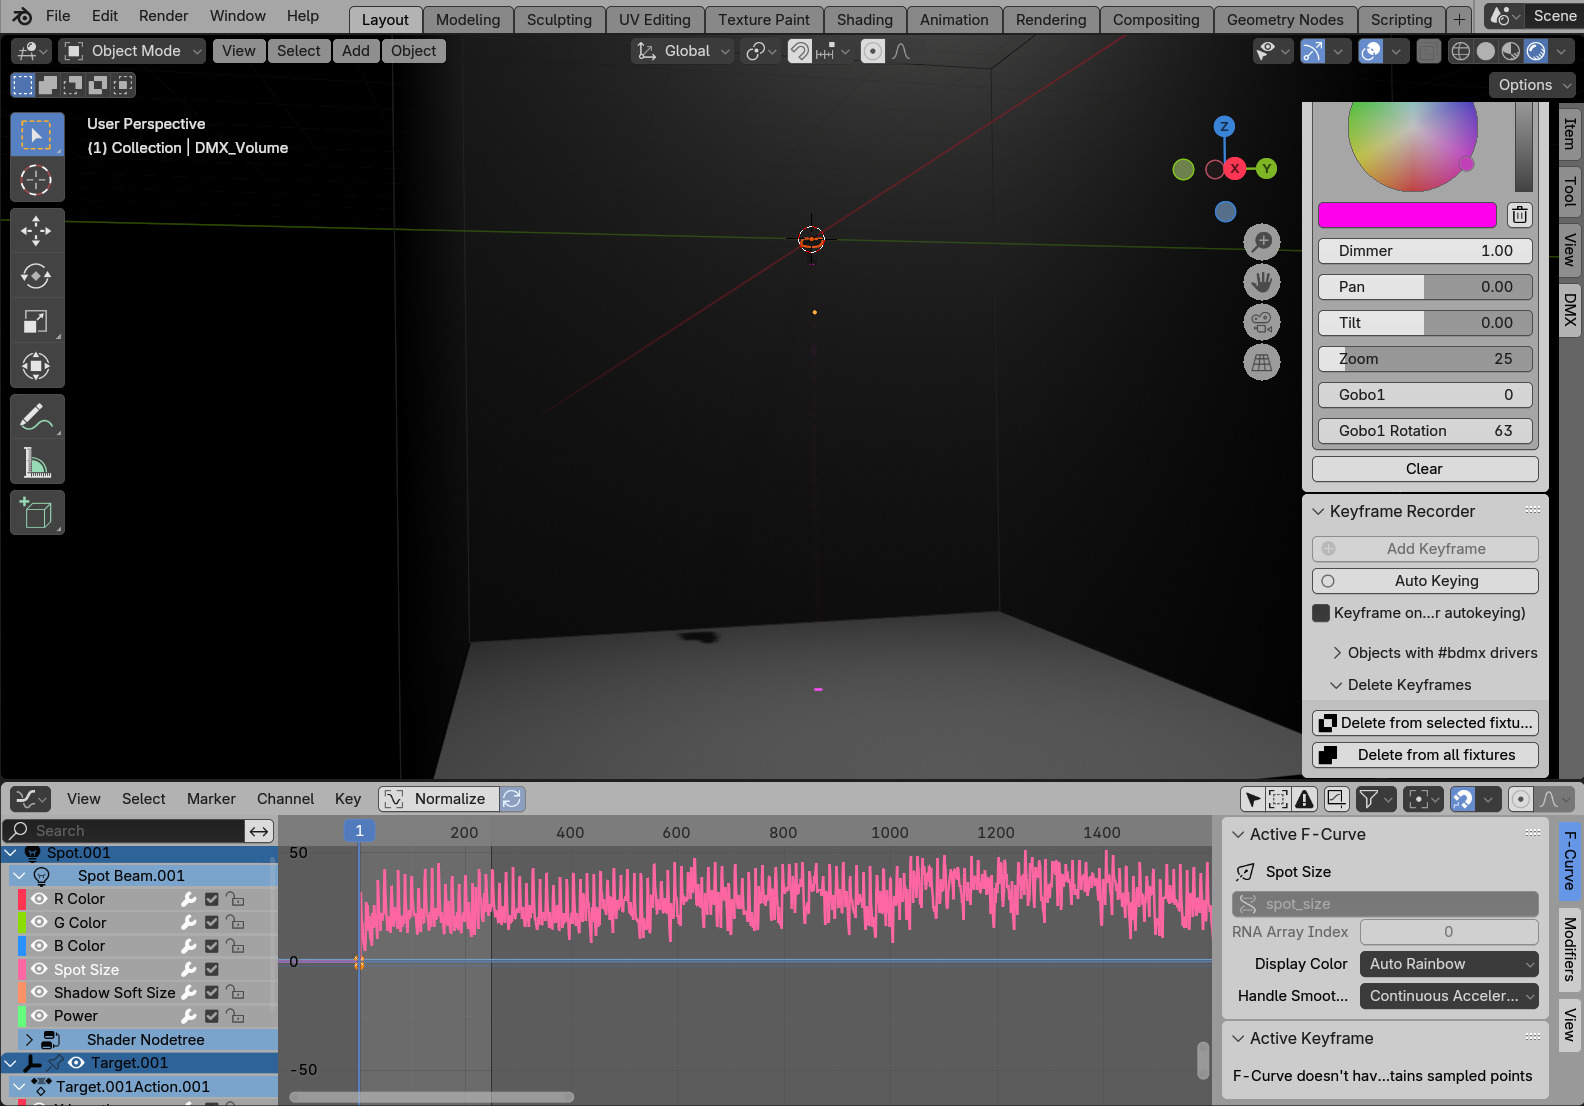 File Edit Render Window Help Layout Modeling Sculpting UV Editing Texture Paint Shading Animation Rendering Compositing Geometry Nodes Scripting + Scene
Object Mode View Select Add Object Global
Options
User Perspective
(1) Collection | DMX_Volume
Z
X
Y
Item
Tool
View
DMX
Dimmer 1.00
Pan 0.00
Tilt 0.00
Zoom 25
Gobo1 0
Gobo1 Rotation 63
Clear
Keyframe Recorder
Add Keyframe
Auto Keying
Keyframe on...r autokeying)
Objects with #bdmx drivers
Delete Keyframes
Delete from selected fixtu...
Delete from all fixtures
View Select Marker Channel Key Normalize
Search
1 200 400 600 800 1000 1200 1400
50
0
-50
Spot.001
Spot Beam.001
R Color
G Color
B Color
Spot Size
Shadow Soft Size
Power
Shader Nodetree
Target.001
Target.001Action.001
Active F-Curve
Spot Size
spot_size
RNA Array Index 0
Display Color Auto Rainbow
Handle Smoot... Continuous Acceler...
Active Keyframe
F-Curve doesn't hav...tains sampled points
F-Curve
Modifiers
View